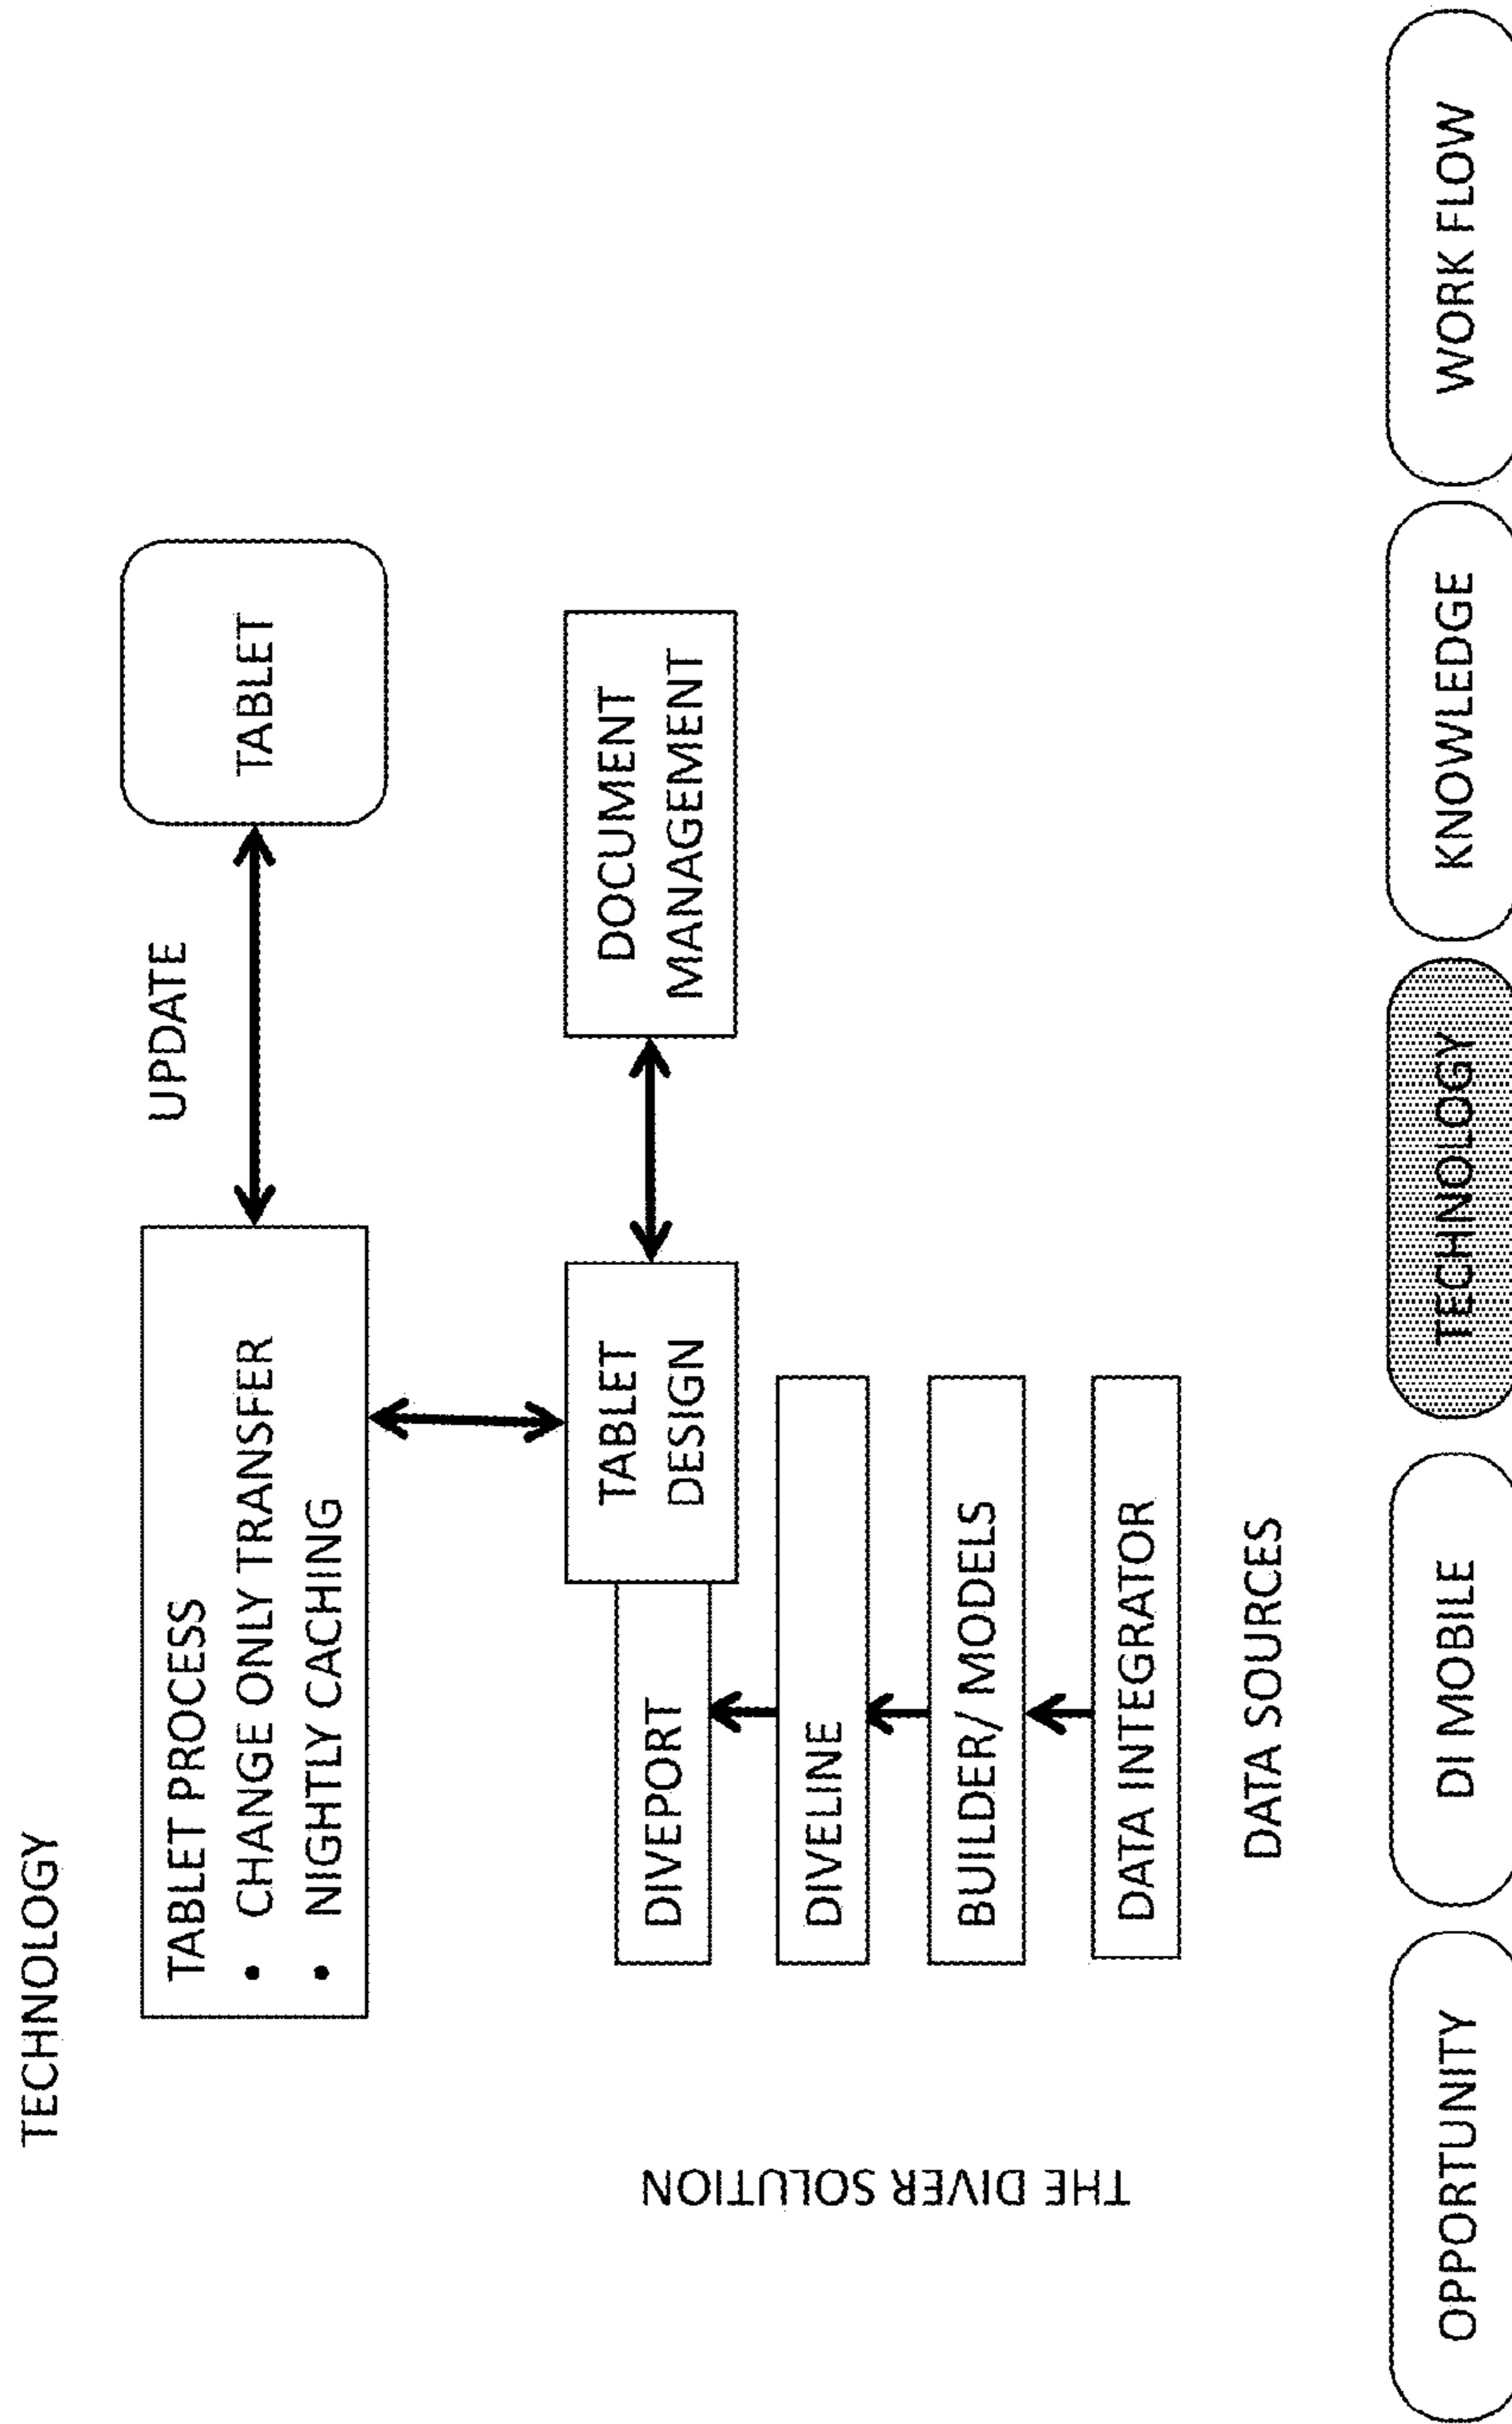 TECHNOLOGY
TABLET PROCESS
• CHANGE ONLY TRANSFER
• NIGHTLY CACHING
UPDATE
TABLET
THE DIVER SOLUTION
DIVEPORT
TABLET
DESIGN
DOCUMENT
MANAGEMENT
DIVELINE
BUILDER/ MODELS
DATA INTEGRATOR
DATA SOURCES
OPPORTUNITY
DI MOBILE
TECHNOLOGY
KNOWLEDGE
WORK FLOW